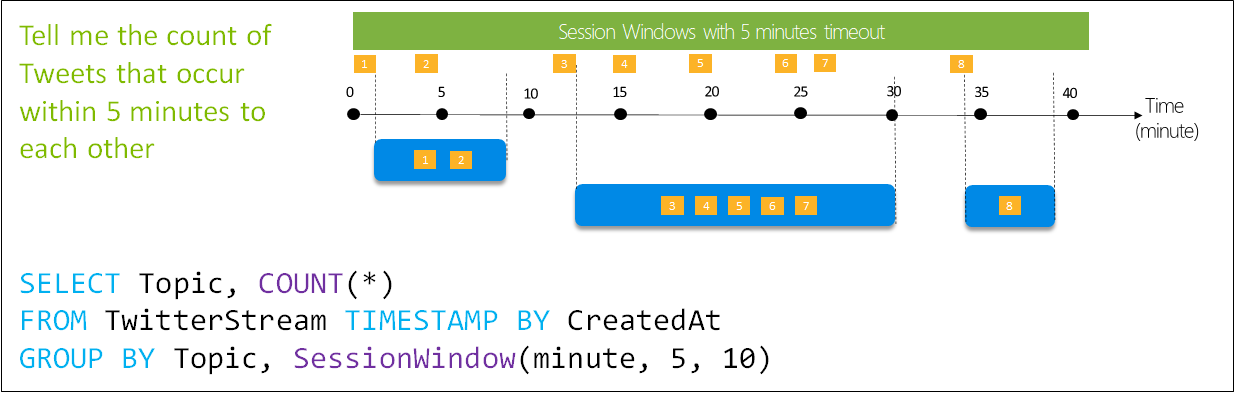 Tell me the count of
Tweets that occur
within 5 minutes to
each other
Session Windows with 5 minutes timeout
1 2 3 4 5 6 7 8
0 5 10 15 20 25 30 35 40
Time
(minute)
1 2
3 4 5 6 7 8
SELECT Topic, COUNT(*)
FROM TwitterStream TIMESTAMP BY CreatedAt
GROUP BY Topic, SessionWindow(minute, 5, 10)